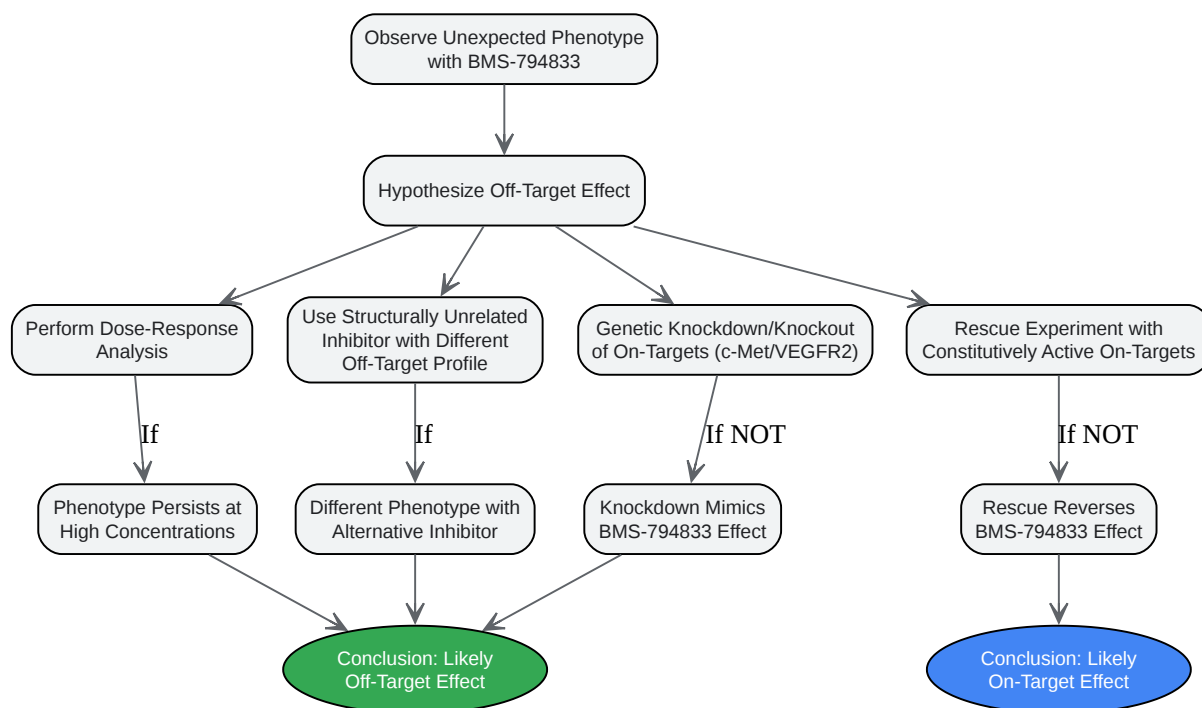 Observe Unexpected Phenotype
with BMS-794833
Hypothesize Off-Target Effect
Perform Dose-Response
Analysis
Use Structurally Unrelated
Inhibitor with Different
Off-Target Profile
Genetic Knockdown/Knockout
of On-Targets (c-Met/VEGFR2)
Rescue Experiment with
Constitutively Active On-Targets
If
If
If NOT
If NOT
Phenotype Persists at
High Concentrations
Different Phenotype with
Alternative Inhibitor
Knockdown Mimics
BMS-794833 Effect
Rescue Reverses
BMS-794833 Effect
Conclusion: Likely
Off-Target Effect
Conclusion: Likely
On-Target Effect